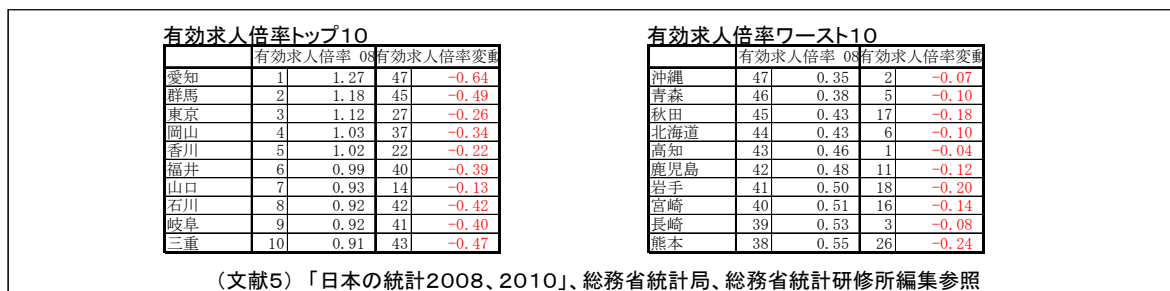 有効求人倍率トップ10
有効求人倍率 08 有効求人倍率変動
愛知 1 1.27 47 -0.64
群馬 2 1.18 45 -0.49
東京 3 1.12 27 -0.26
岡山 4 1.03 37 -0.34
香川 5 1.02 22 -0.22
福井 6 0.99 40 -0.39
山口 7 0.93 14 -0.13
石川 8 0.92 42 -0.42
岐阜 9 0.92 41 -0.40
三重 10 0.91 43 -0.47
有効求人倍率ワースト10
有効求人倍率 08 有効求人倍率変動
沖縄 47 0.35 2 -0.07
青森 46 0.38 5 -0.10
秋田 45 0.43 17 -0.18
北海道 44 0.43 6 -0.10
高知 43 0.46 1 -0.04
鹿児島 42 0.48 11 -0.12
岩手 41 0.50 18 -0.20
宮崎 40 0.51 16 -0.14
長崎 39 0.53 3 -0.08
熊本 38 0.55 26 -0.24
(文献5)「日本の統計2008、2010」、総務省統計局、総務省統計研修所編集参照